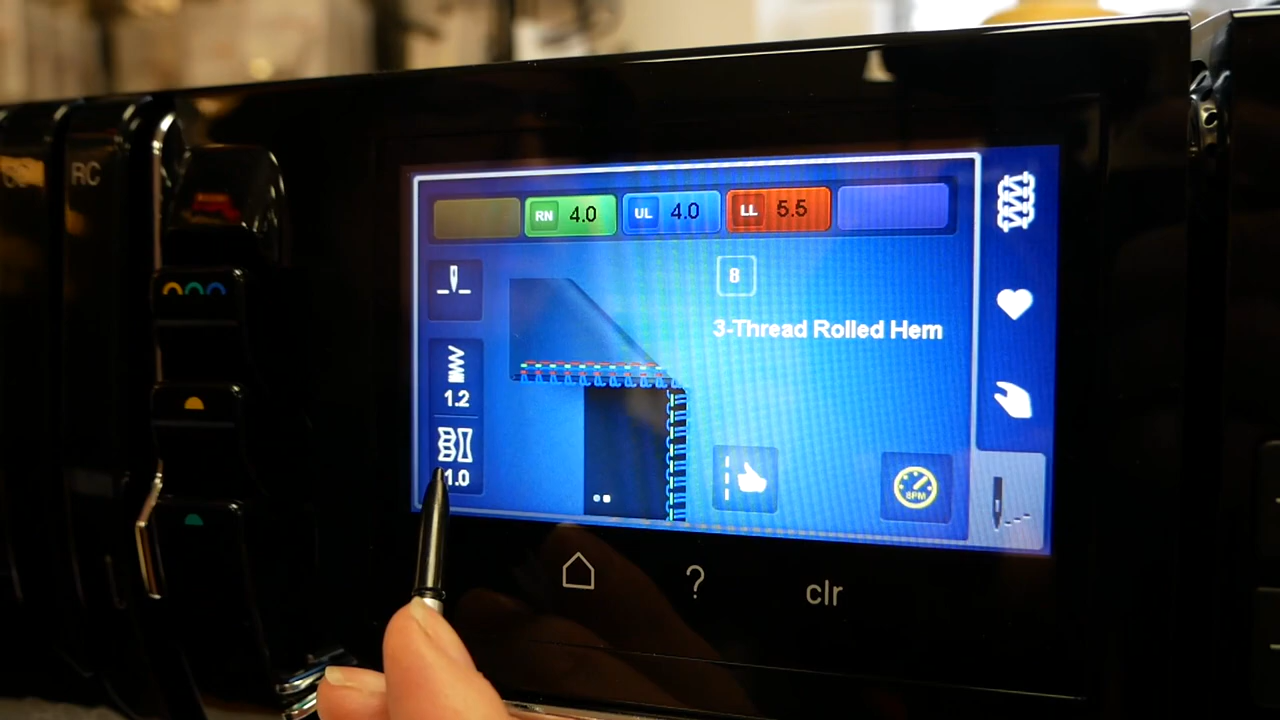 RC
RN 4.0 UL 4.0 LL 5.5
8
3-Thread Rolled Hem
1.2
1.0
SPM
? clr